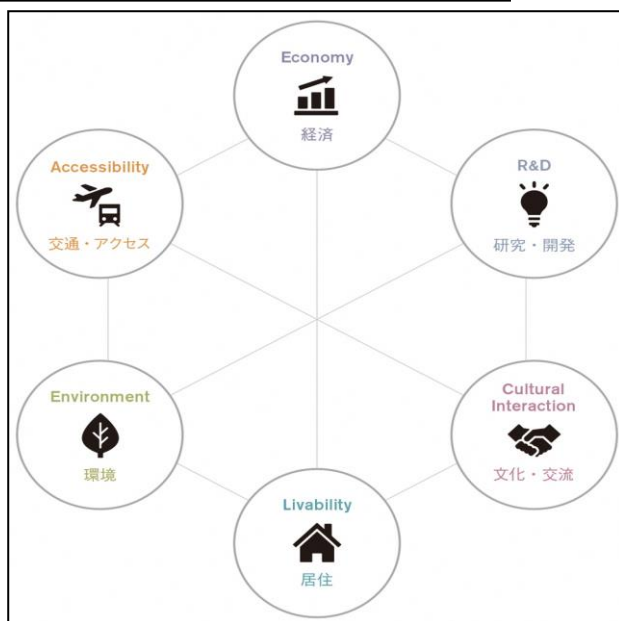 Economy
経済
R&D
研究・開発
Cultural
Interaction
文化・交流
Livability
居住
Environment
環境
Accessibility
交通・アクセス